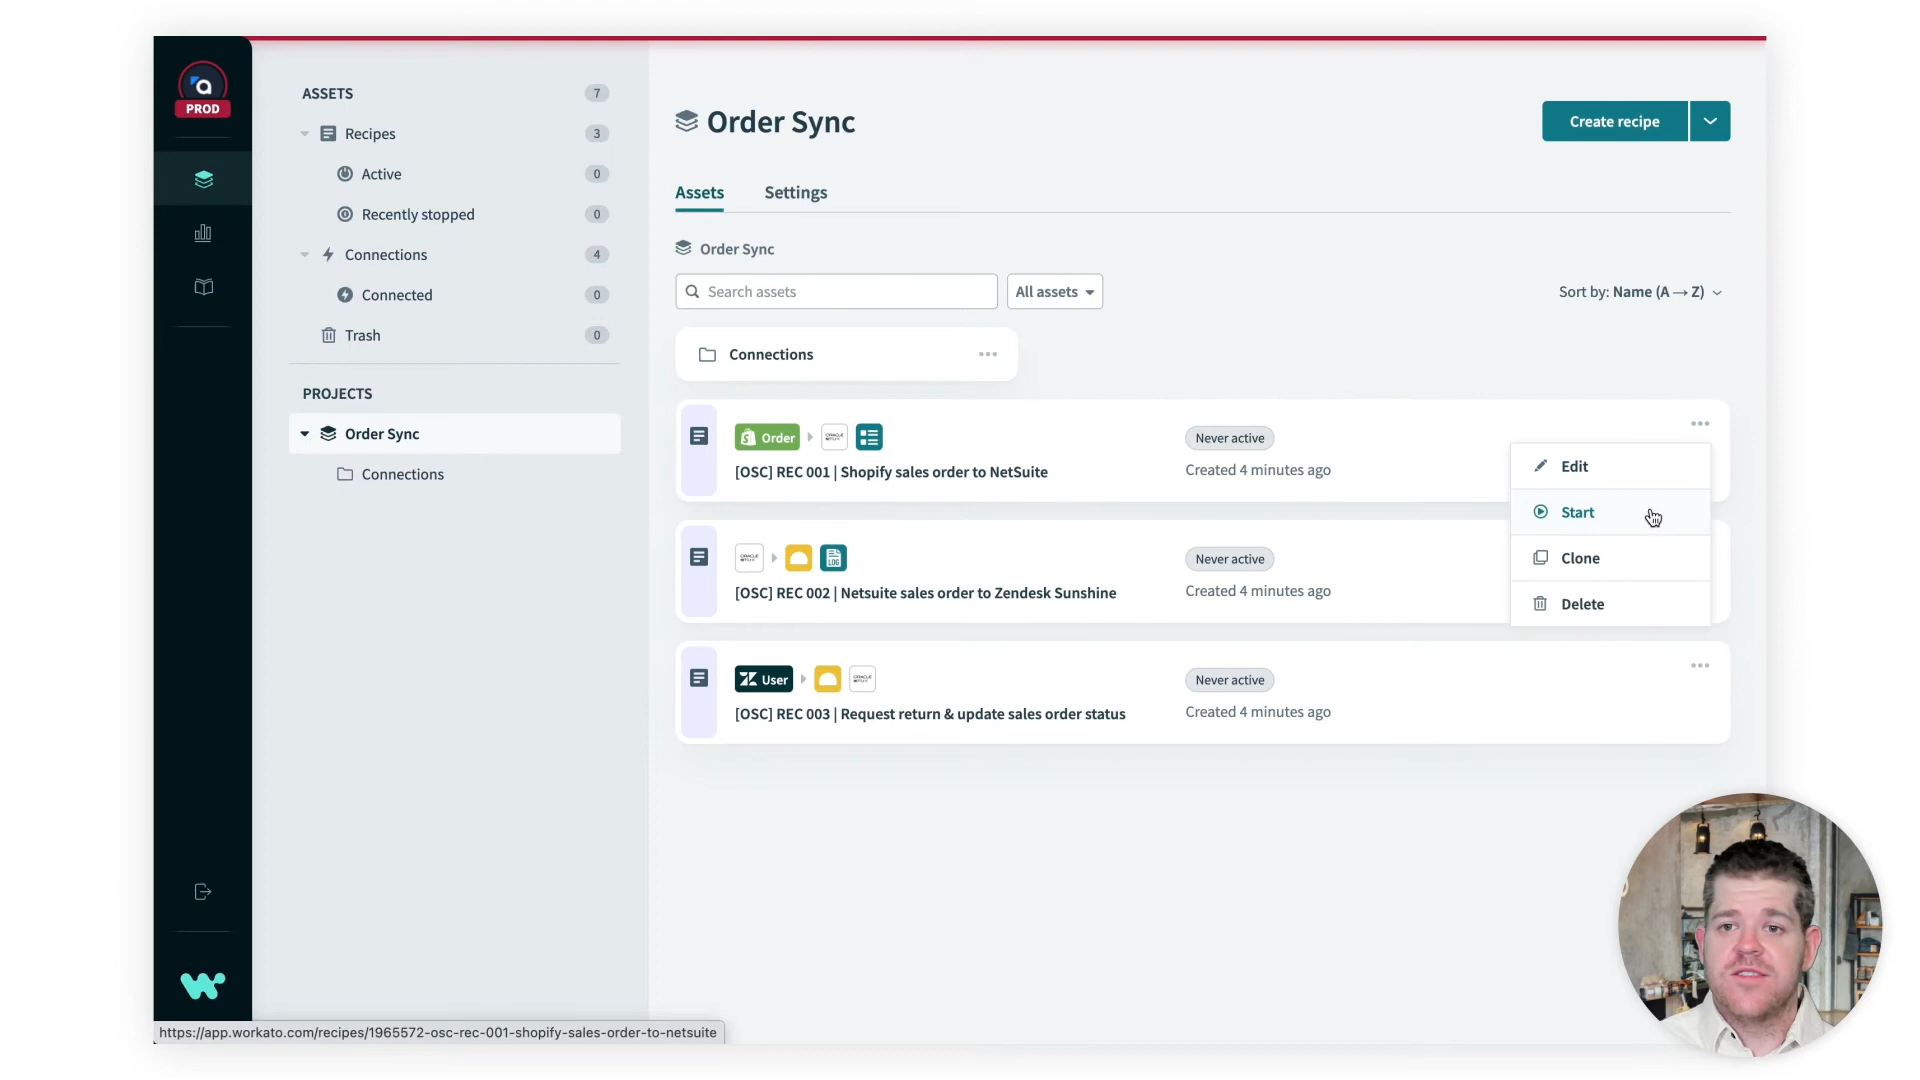 PROD
ASSETS 7
Recipes 3
Active 0
Recently stopped 0
Connections 4
Connected 0
Trash 0
PROJECTS
Order Sync
Connections
Order Sync
Create recipe
Assets Settings
Order Sync
Search assets
All assets
Sort by: Name (A → Z)
Connections
Order
Never active
[OSC] REC 001 | Shopify sales order to NetSuite
Created 4 minutes ago
Edit
Start
Clone
Delete
LOG
Never active
[OSC] REC 002 | Netsuite sales order to Zendesk Sunshine
Created 4 minutes ago
User
Never active
[OSC] REC 003 | Request return & update sales order status
Created 4 minutes ago
https://app.workato.com/recipes/1965572-osc-rec-001-shopify-sales-order-to-netsuite